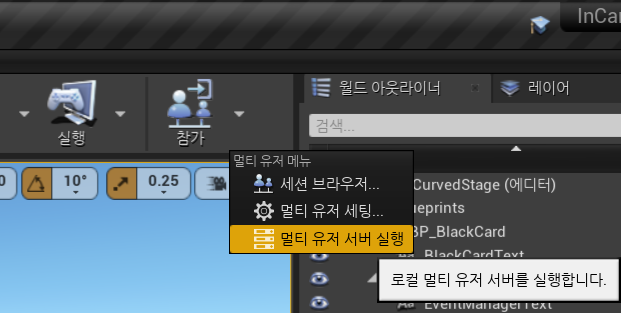 InCa
실행
참가
월드 아웃라이너
레이어
검색...
0
10°
0.25
멀티 유저 메뉴
세션 브라우저...
멀티 유저 세팅...
멀티 유저 서버 실행
CurvedStage (에디터)
eprints
BP_BlackCard
BlackCardText
로컬 멀티 유저 서버를 실행합니다.
EventManagerText